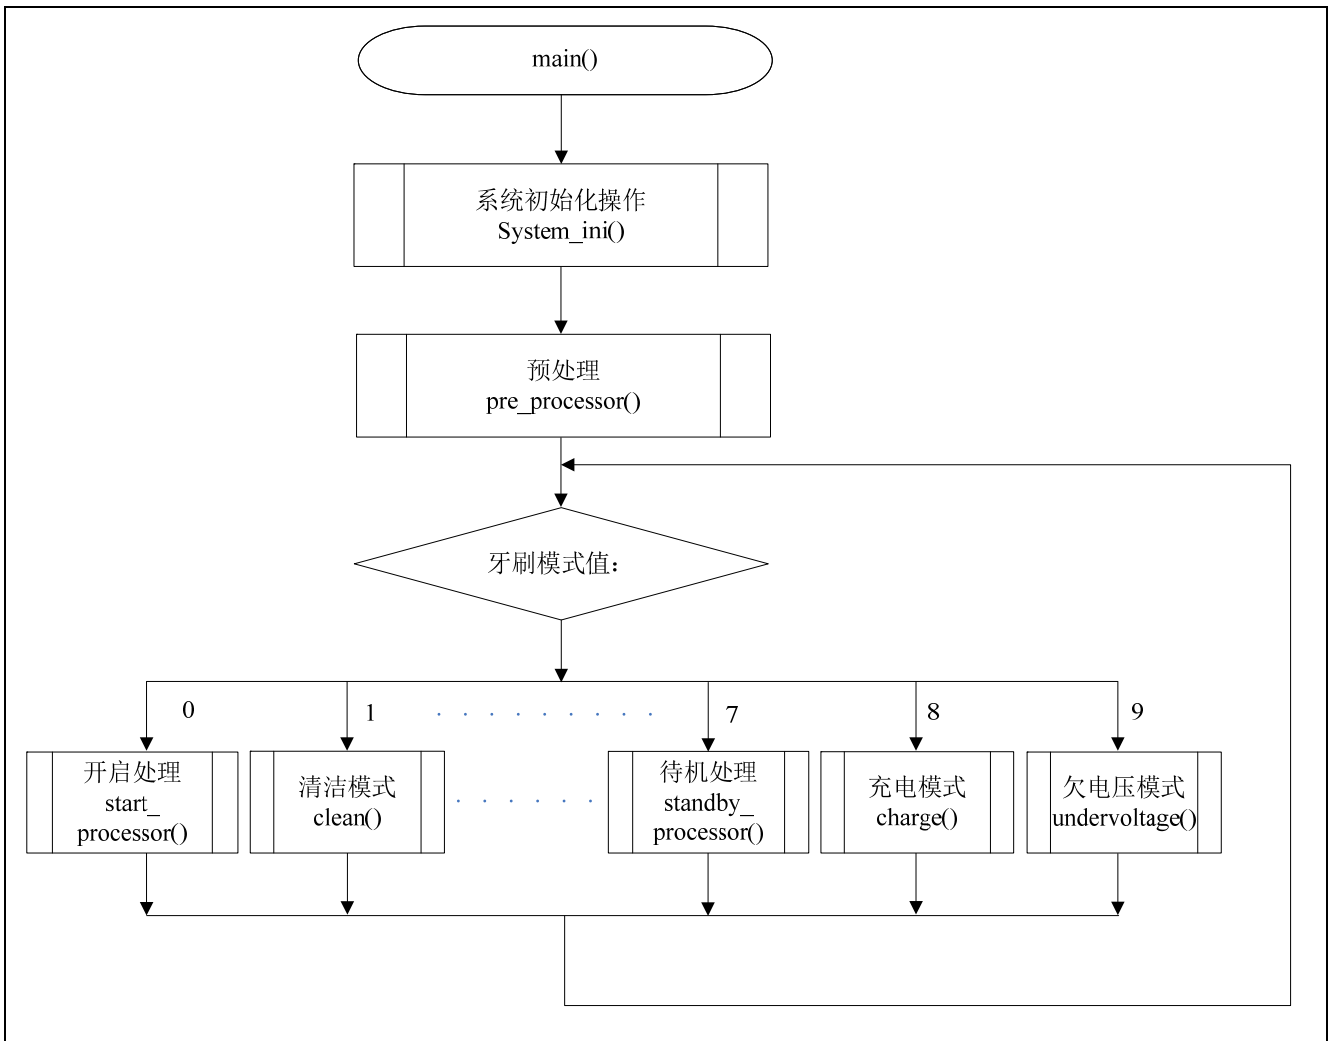 main()
系统初始化操作
System_ini()
预处理
pre_processor()
牙刷模式值：
0
1
7
8
9
开启处理
start_
processor()
清洁模式
clean()
待机处理
standby_
processor()
充电模式
charge()
欠电压模式
undervoltage()